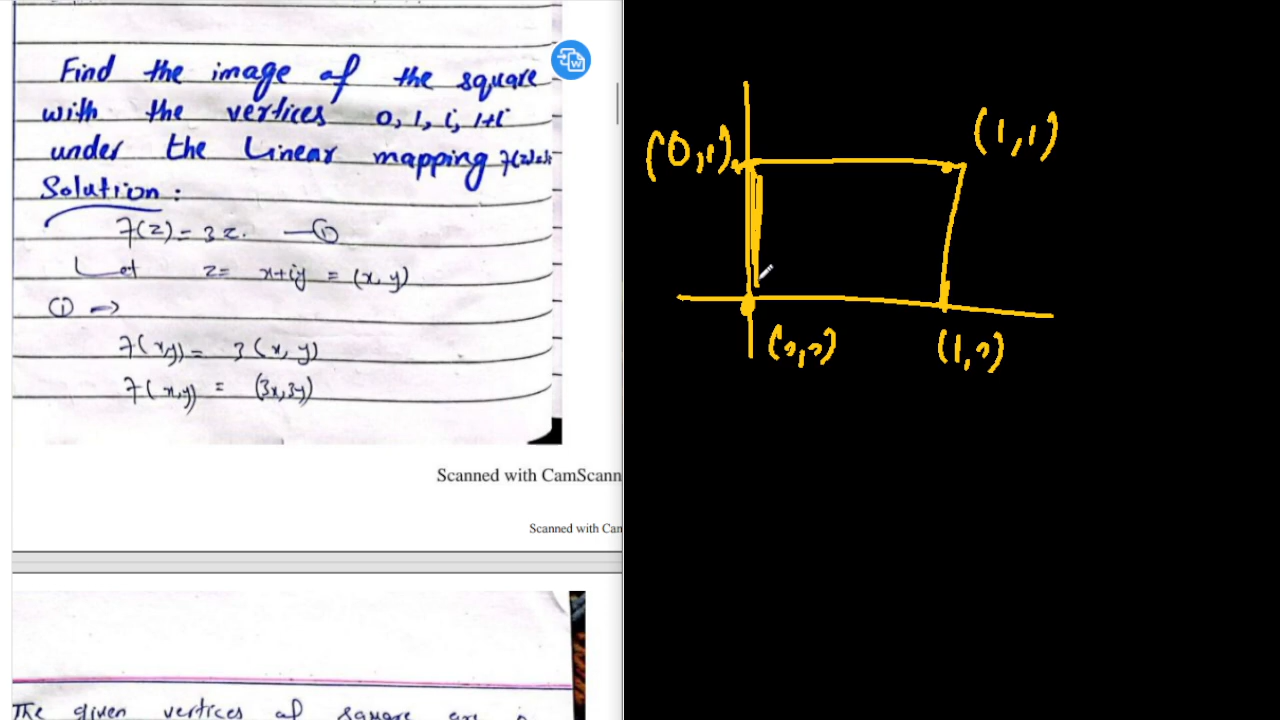 Find the image of the square
with the vertices 0, 1, i, 1+i
under the Linear mapping
Solution :
f(z) = 3z. — ①
Let z = x+iy = (x, y)
① →
f(x,y) = 3(x, y)
f(x,y) = (3x,3y)
Scanned with CamScann
Scanned with Cam
The given vertices of square are
(0,1)
(1,1)
(0,0)
(1,0)